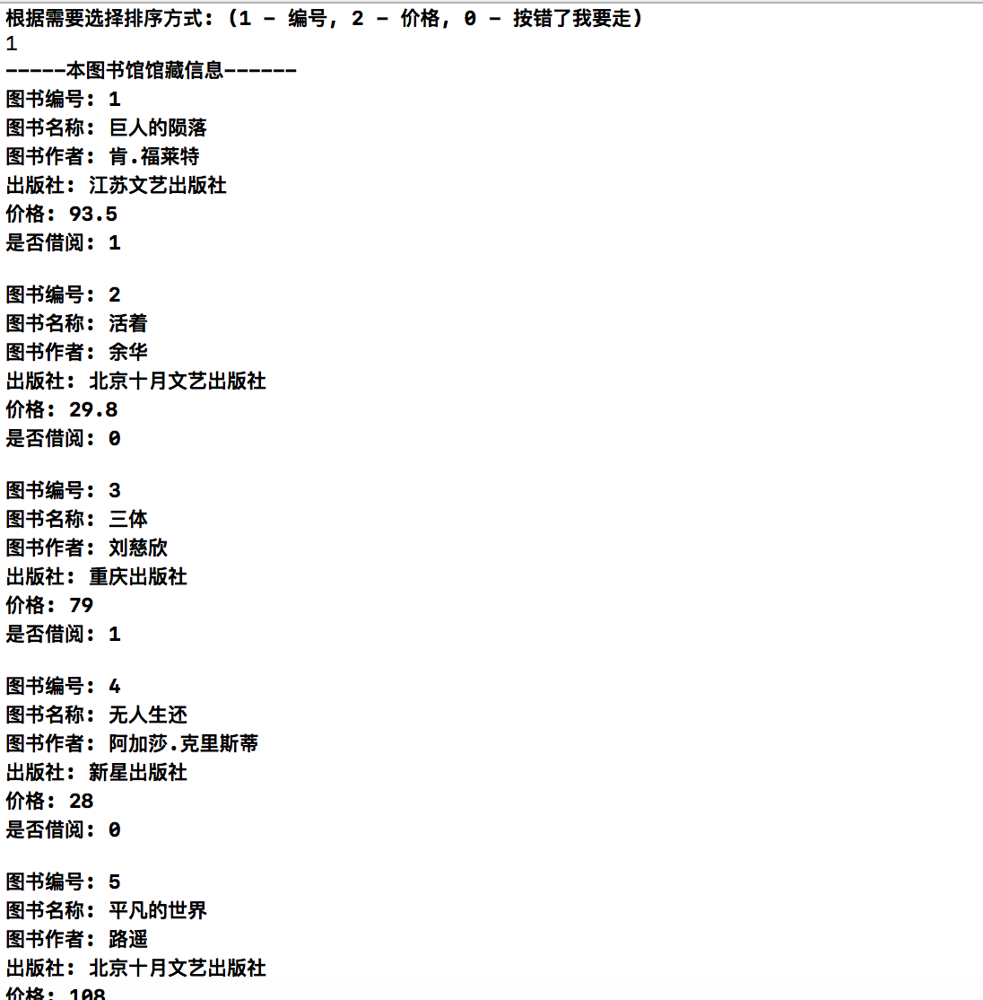 根据需要选择排序方式: (1 - 编号, 2 - 价格, 0 - 按错了我要走)
1
-----本图书馆馆藏信息------
图书编号: 1
图书名称: 巨人的陨落
图书作者: 肯.福莱特
出版社: 江苏文艺出版社
价格: 93.5
是否借阅: 1
图书编号: 2
图书名称: 活着
图书作者: 余华
出版社: 北京十月文艺出版社
价格: 29.8
是否借阅: 0
图书编号: 3
图书名称: 三体
图书作者: 刘慈欣
出版社: 重庆出版社
价格: 79
是否借阅: 1
图书编号: 4
图书名称: 无人生还
图书作者: 阿加莎.克里斯蒂
出版社: 新星出版社
价格: 28
是否借阅: 0
图书编号: 5
图书名称: 平凡的世界
图书作者: 路遥
出版社: 北京十月文艺出版社
价格: 108